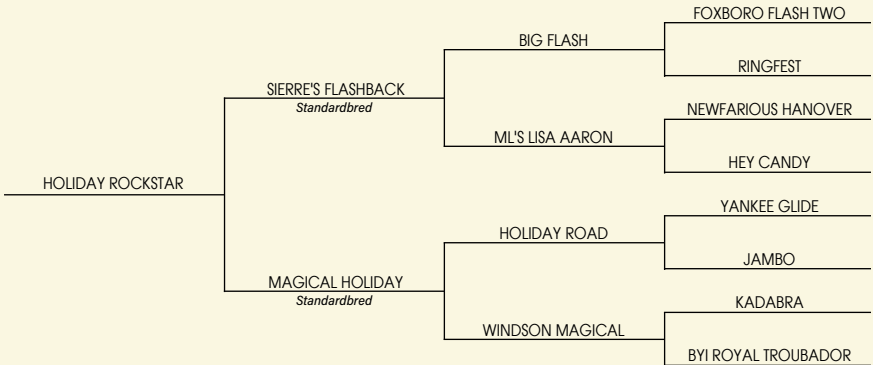 FOXBORO FLASH TWO
BIG FLASH
RINGFEST
SIERRE'S FLASHBACK
Standardbred
NEWFARIOUS HANOVER
ML'S LISA AARON
HEY CANDY
HOLIDAY ROCKSTAR
YANKEE GLIDE
HOLIDAY ROAD
JAMBO
MAGICAL HOLIDAY
Standardbred
KADABRA
WINDSON MAGICAL
BYI ROYAL TROUBADOR